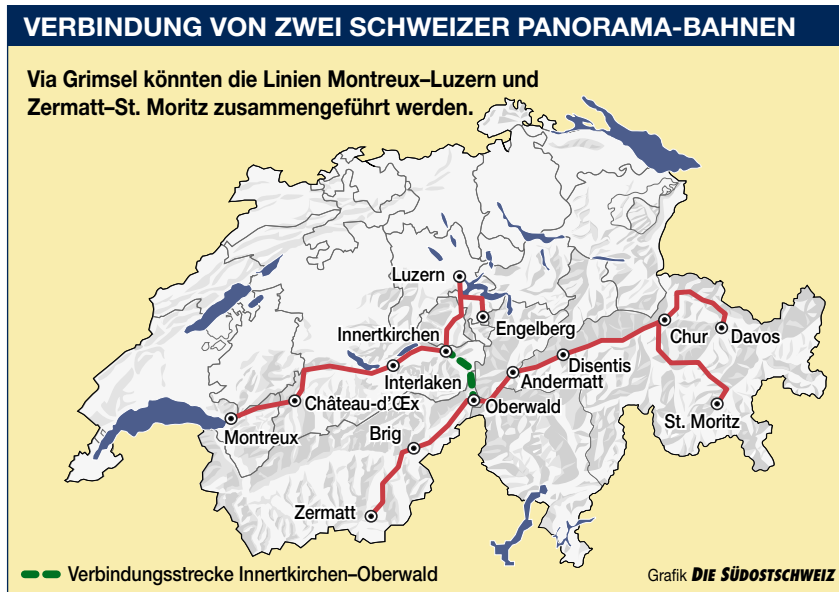 VERBINDUNG VON ZWEI SCHWEIZER PANORAMA-BAHNEN
Via Grimsel könnten die Linien Montreux–Luzern und
Zermatt–St. Moritz zusammengeführt werden.
Luzern
Engelberg
Innertkirchen
Interlaken
Chur
Davos
Disentis
Andermatt
Château-d'Œx
Oberwald
St. Moritz
Montreux
Brig
Zermatt
Verbindungsstrecke Innertkirchen–Oberwald
Grafik DIE SÜDOSTSCHWEIZ